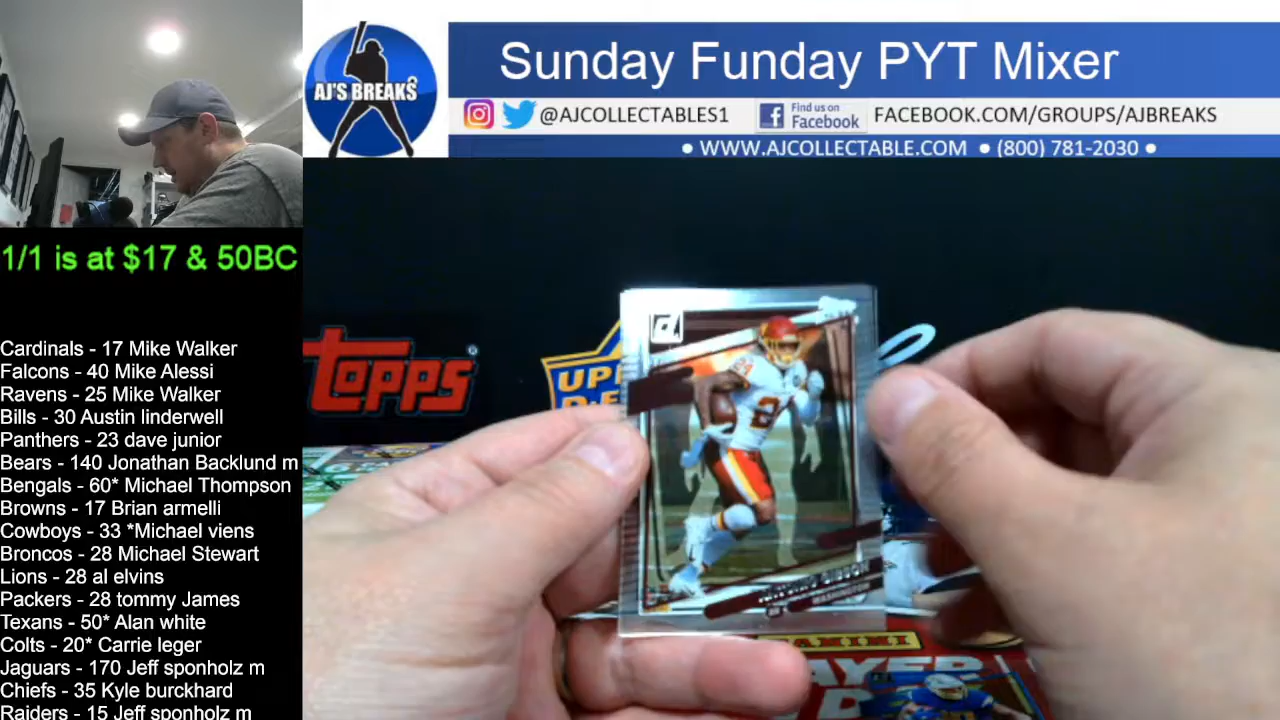 Sunday Funday PYT Mixer
AJ'S BREAKS
@AJCOLLECTABLES1
Find us on
Facebook
FACEBOOK.COM/GROUPS/AJBREAKS
• WWW.AJCOLLECTABLE.COM • (800) 781-2030 •
1/1 is at $17 & 50BC
Cardinals - 17 Mike Walker
Falcons - 40 Mike Alessi
Ravens - 25 Mike Walker
Bills - 30 Austin linderwell
Panthers - 23 dave junior
Bears - 140 Jonathan Backlund m
Bengals - 60* Michael Thompson
Browns - 17 Brian armelli
Cowboys - 33 *Michael viens
Broncos - 28 Michael Stewart
Lions - 28 al elvins
Packers - 28 tommy James
Texans - 50* Alan white
Colts - 20* Carrie leger
Jaguars - 170 Jeff sponholz m
Chiefs - 35 Kyle burckhard
Raiders - 15 Jeff sponholz m
topps
UP
WASHINGTON
PANINI